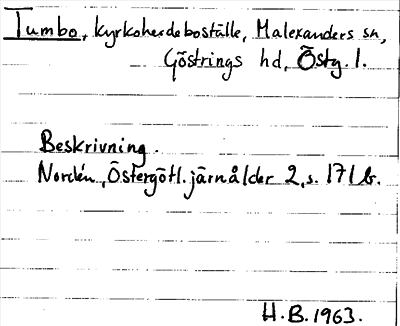 Tumbo, kyrkoherdeboställe, Malexanders sn,
Göstrings hd, Östg. l.
Beskrivning.
Nordén, Östergötl. järnålder 2, s. 171 b.
H.B. 1963.